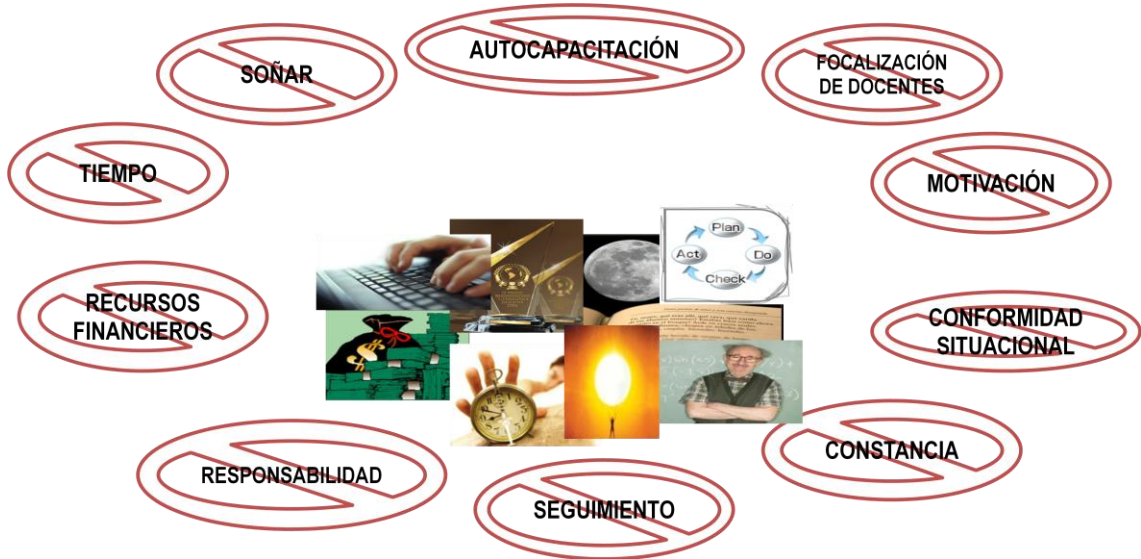 AUTOCAPACITACIÓN
SOÑAR
FOCALIZACIÓN
DE DOCENTES
TIEMPO
MOTIVACIÓN
Plan
Act
Do
Check
RECURSOS
FINANCIEROS
CONFORMIDAD
SITUACIONAL
CONSTANCIA
RESPONSABILIDAD
SEGUIMIENTO